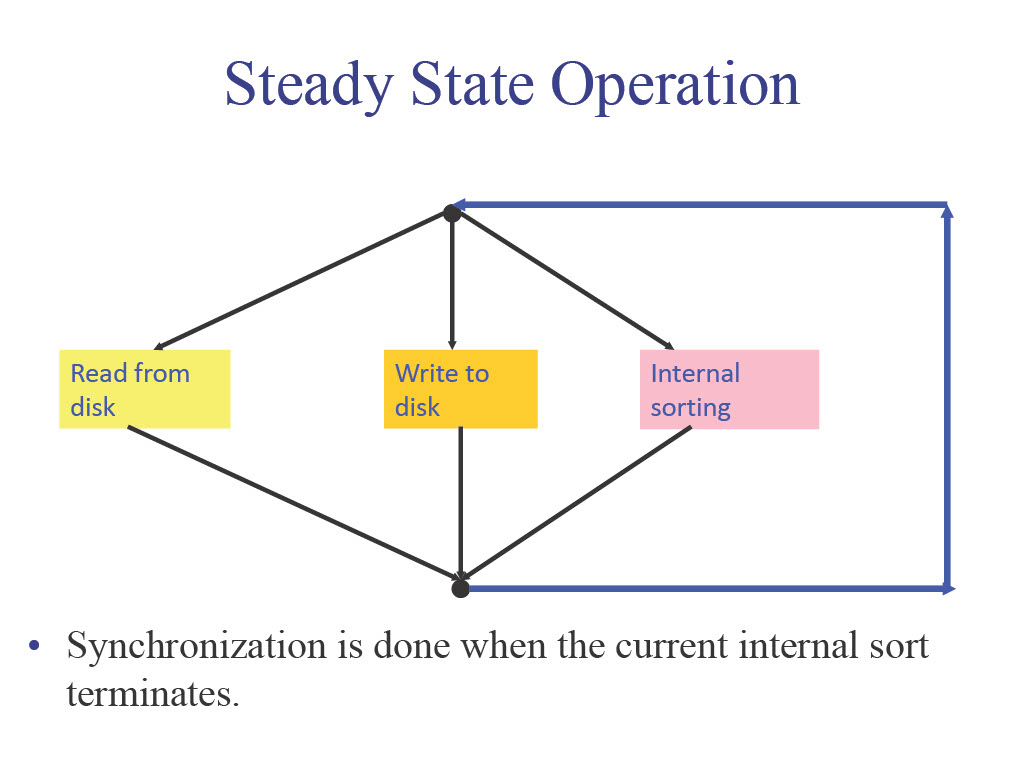 Steady State Operation
Read from
disk
Write to
disk
Internal
sorting
• Synchronization is done when the current internal sort
terminates.